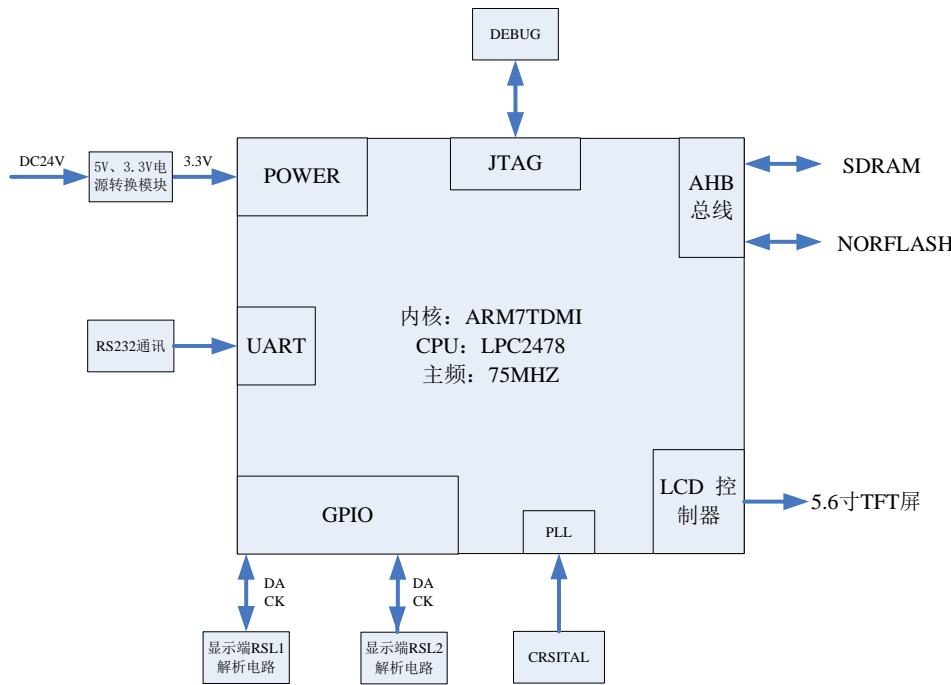 DEBUG
DC24V
5V、3.3V电
源转换模块
3.3V
POWER
JTAG
AHB
总线
SDRAM
NORFLASH
RS232通讯
UART
内核：ARM7TDMI
CPU：LPC2478
主频：75MHZ
GPIO
PLL
LCD 控
制器
5.6寸TFT屏
DA
CK
DA
CK
显示端RSL1
解析电路
显示端RSL2
解析电路
CRSITAL